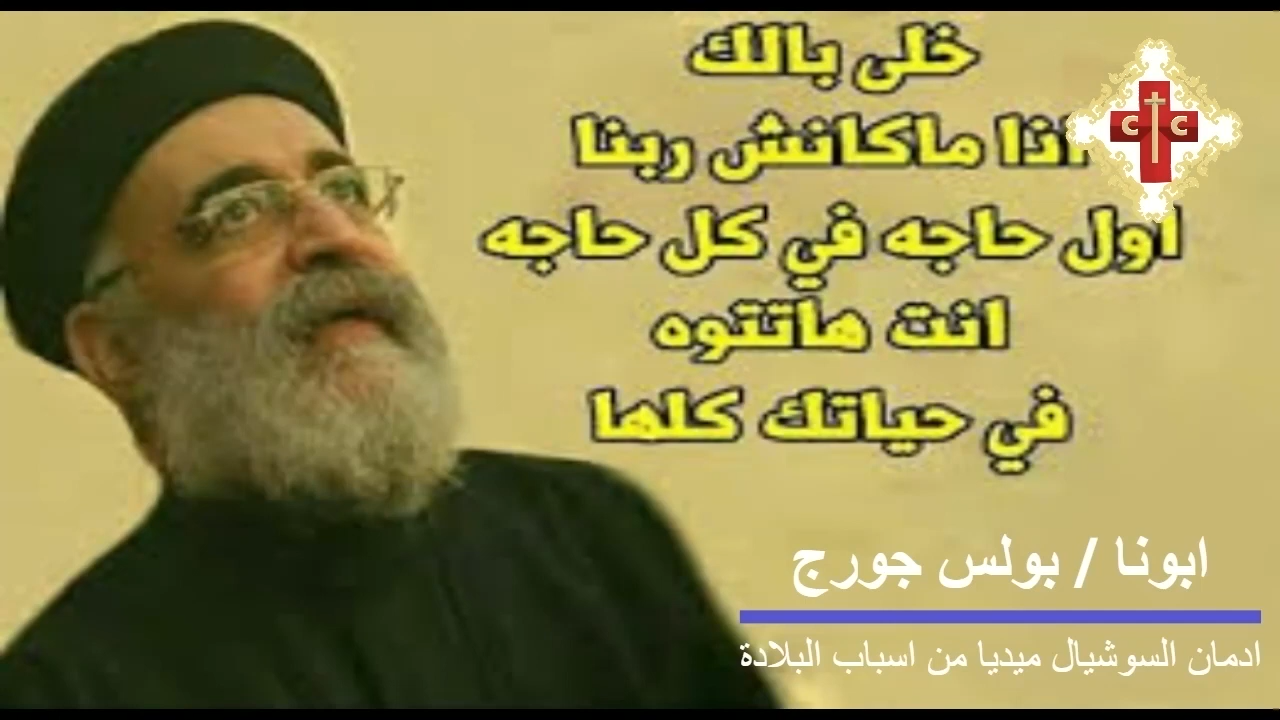 خلى بالك
اذا ماكانش ربنا
اول حاجه في كل حاجه
انت هاتتوه
في حياتك كلها
C C
ابونا / بولس جورج
ادمان السوشيال ميديا من اسباب البلادة